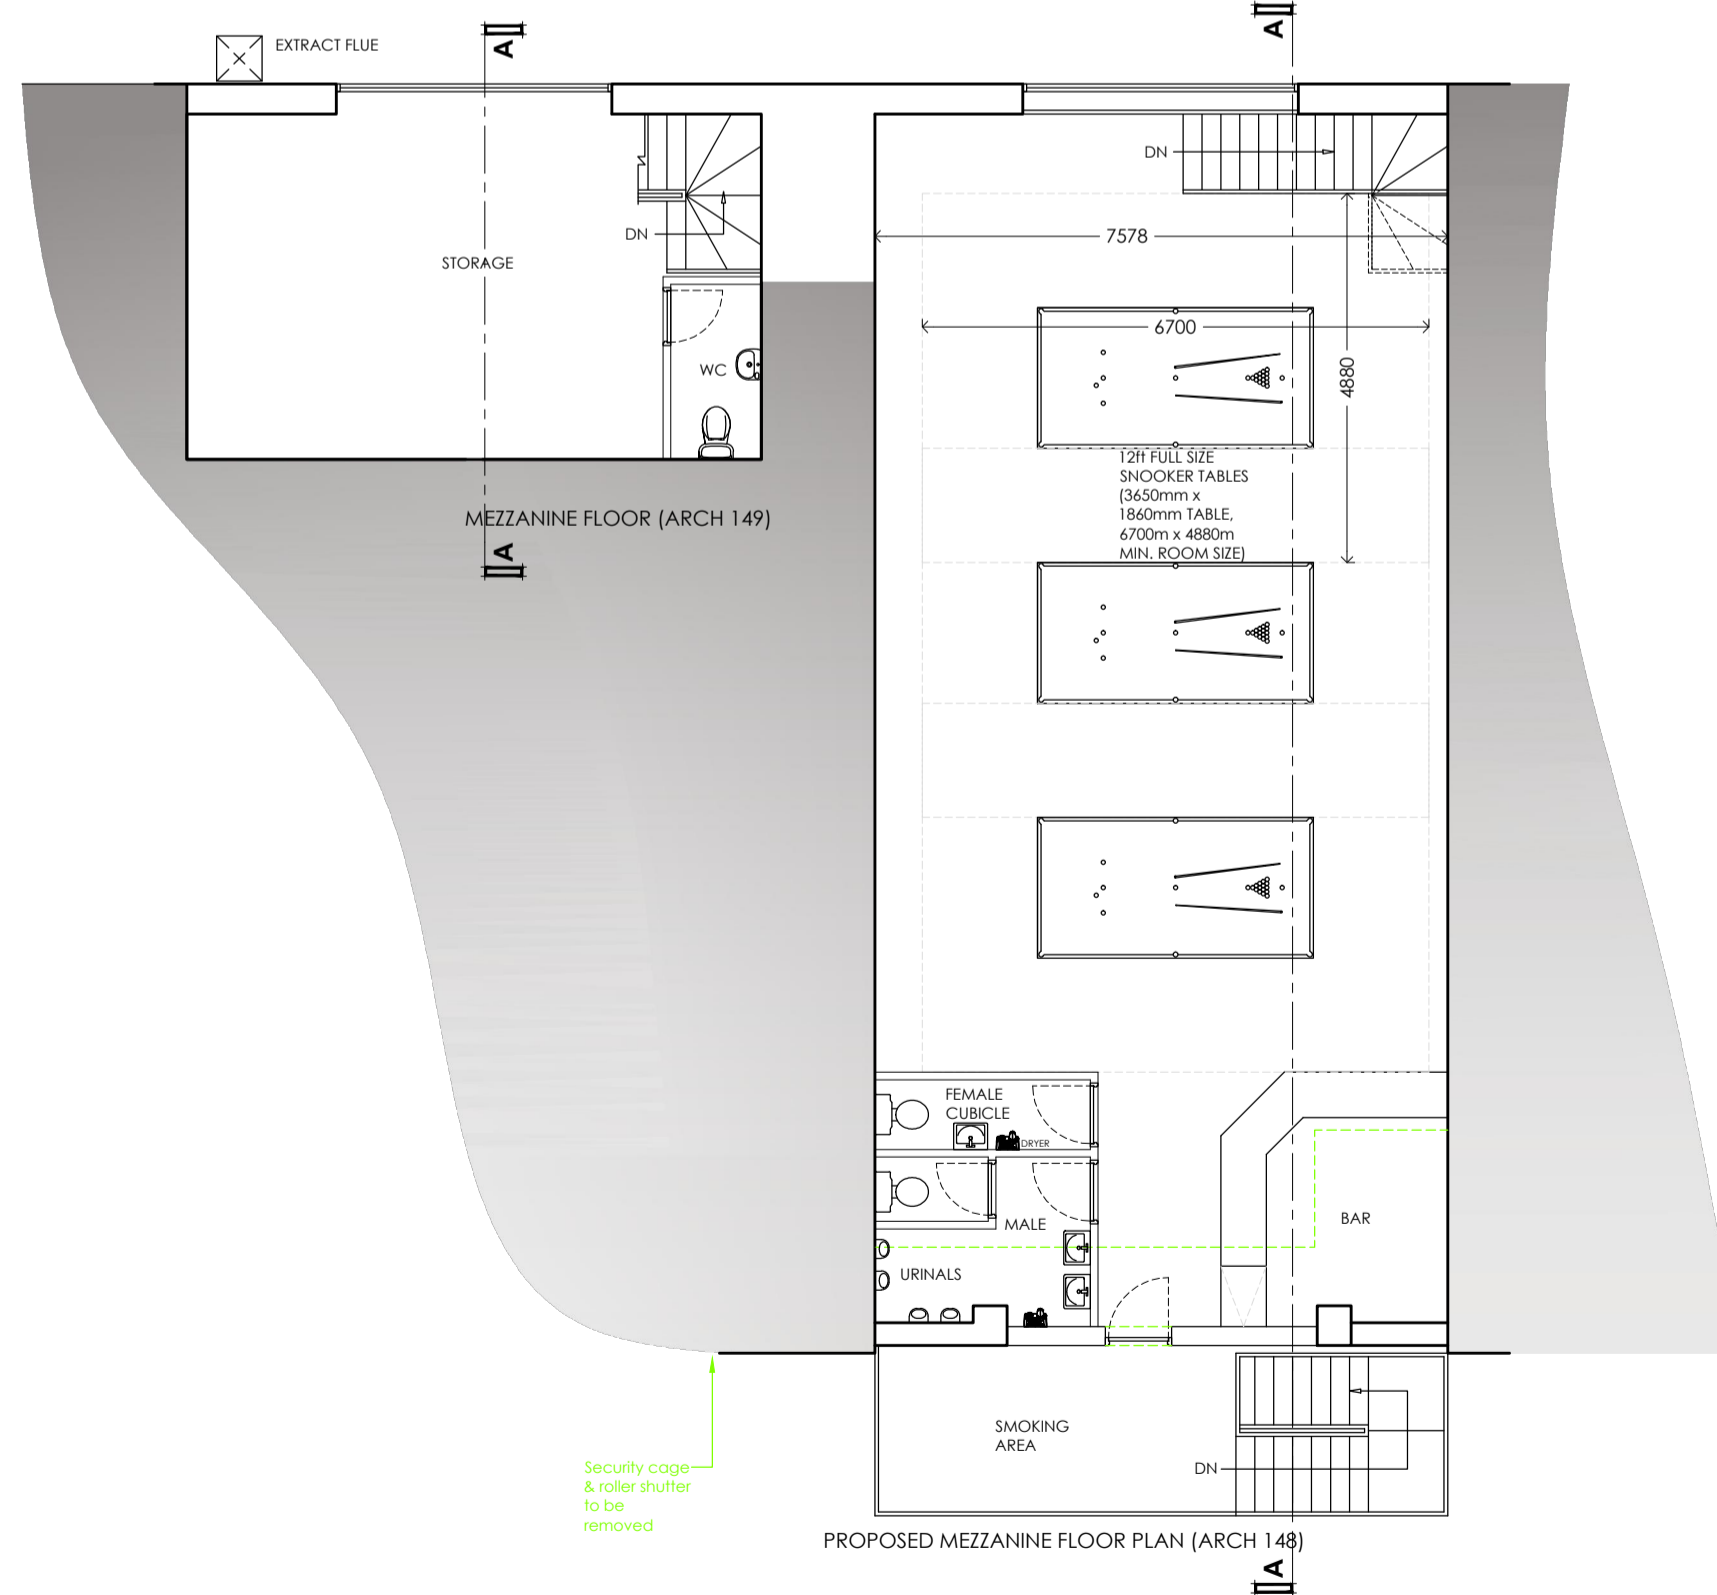 EXTRACT FLUE
A
A
DN
7578
DN
STORAGE
6700
4880
WC
12ft FULL SIZE
SNOOKER TABLES
(3650mm x
1860mm TABLE,
6700m x 4880m
MIN. ROOM SIZE)
MEZZANINE FLOOR (ARCH 149)
A
FEMALE
CUBICLE
DRYER
MALE
BAR
URINALS
SMOKING
AREA
DN
Security cage
& roller shutter
to be
removed
PROPOSED MEZZANINE FLOOR PLAN (ARCH 148)
A